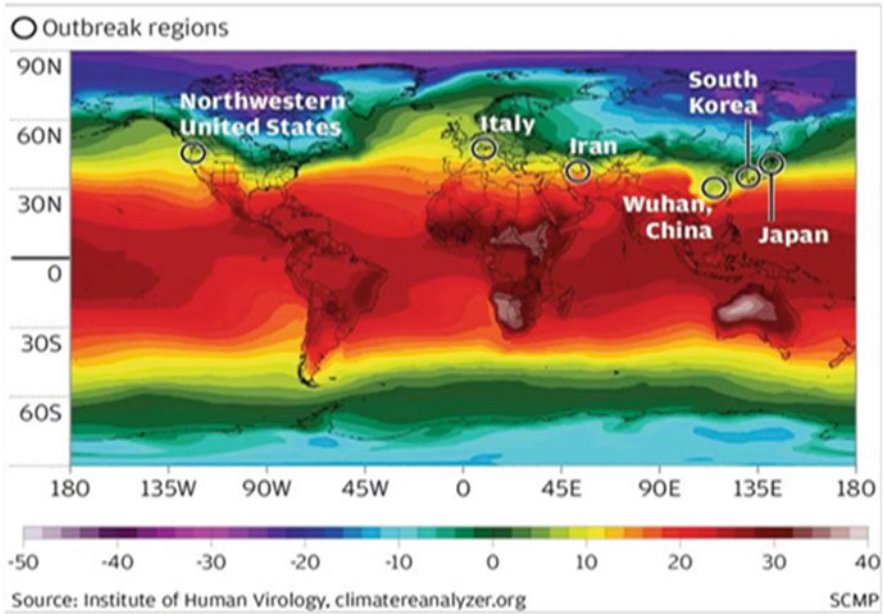 Outbreak regions
90N
60N
30N
0
30S
60S
Northwestern
United States
Italy
Iran
South
Korea
Wuhan,
China
Japan
180 135W 90W 45W 0 45E 90E 135E 180
-50 -40 -30 -20 -10 0 10 20 30 40
Source: Institute of Human Virology, climatereanalyzer.org
SCMP